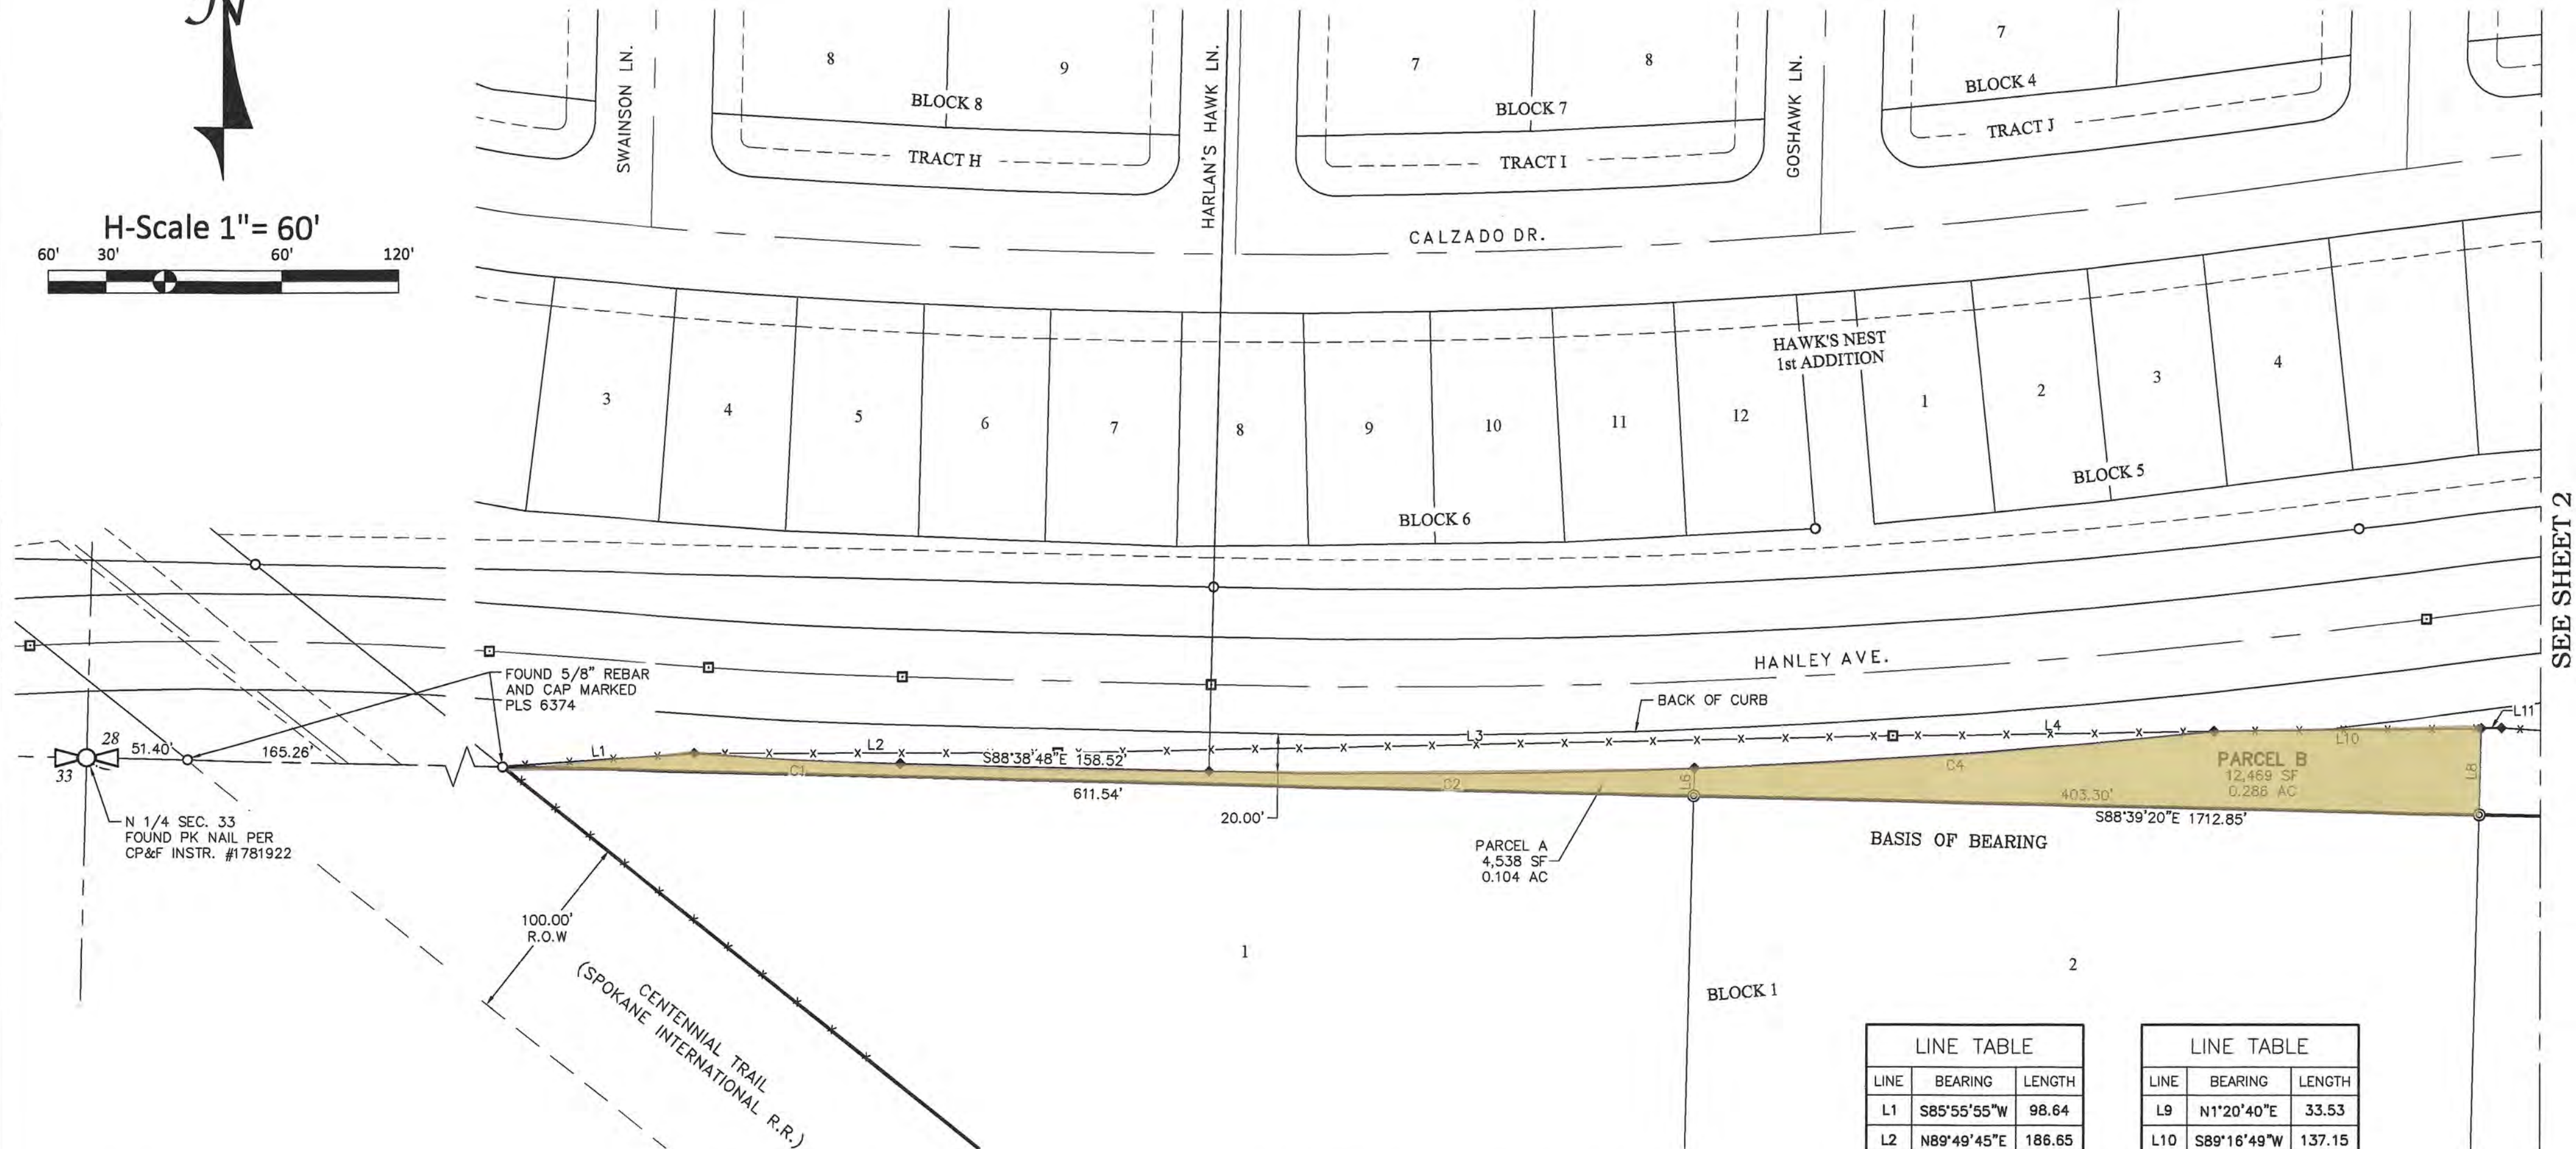 N
H-Scale 1"= 60'
60' 30' 60' 120'
SWAINSON LN.
8
9
BLOCK 8
TRACT H
HARLAN'S HAWK LN.
7
8
BLOCK 7
TRACT I
GOSHAWK LN.
7
BLOCK 4
TRACT J
CALZADO DR.
3
4
5
6
7
8
9
10
11
12
HAWK'S NEST
1st ADDITION
1
2
3
4
BLOCK 5
BLOCK 6
SEE SHEET 2
HANLEY AVE.
BACK OF CURB
FOUND 5/8" REBAR
AND CAP MARKED
PLS 6374
28
33
51.40'
165.26'
N 1/4 SEC. 33
FOUND PK NAIL PER
CP&F INSTR. #1781922
L1
L2
S88°38'48"E 158.52'
L3
L4
L10
L11
C1
C2
L6
C4
L8
611.54'
20.00'
PARCEL A
4,538 SF
0.104 AC
PARCEL B
12,469 SF
0.286 AC
403.30'
S88°39'20"E 1712.85'
BASIS OF BEARING
100.00'
R.O.W
CENTENNIAL TRAIL
(SPOKANE INTERNATIONAL R.R.)
1
BLOCK 1
2
LINE TABLE
LINE BEARING LENGTH
L1 S85°55'55"W 98.64
L2 N89°49'45"E 186.65
LINE TABLE
LINE BEARING LENGTH
L9 N1°20'40"E 33.53
L10 S89°16'49"W 137.15